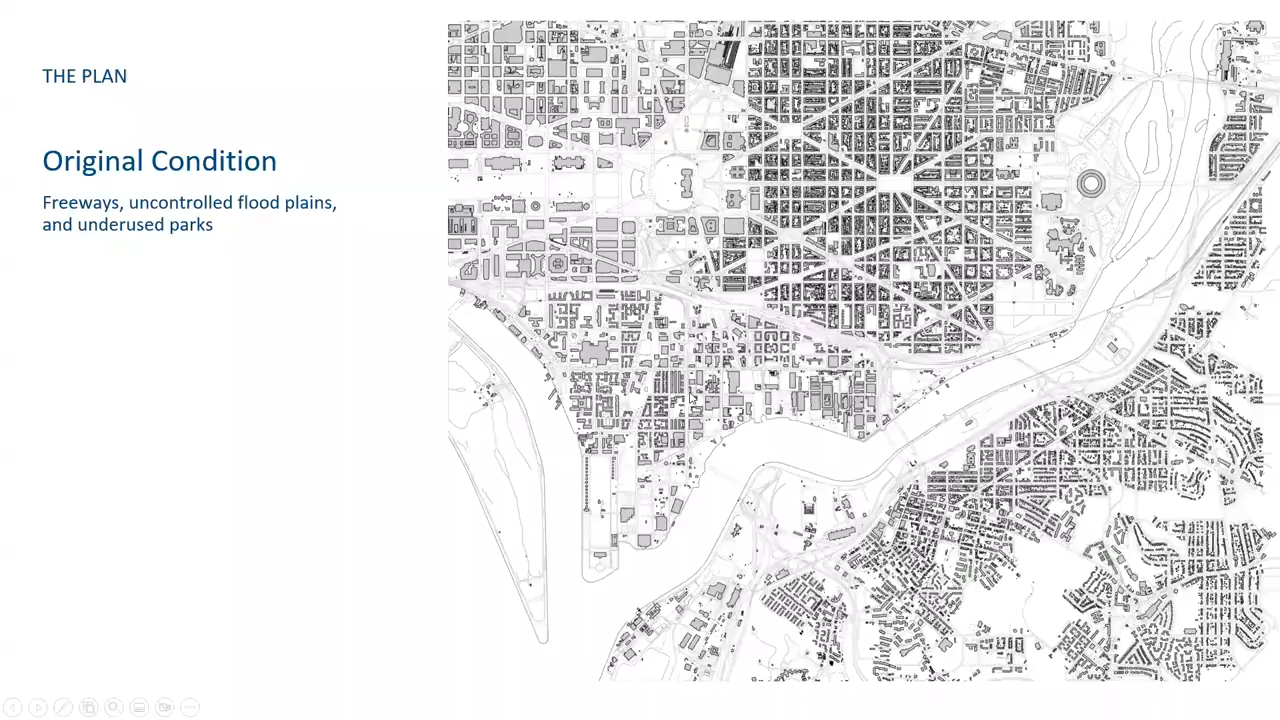 THE PLAN
Original Condition
Freeways, uncontrolled flood plains,
and underused parks